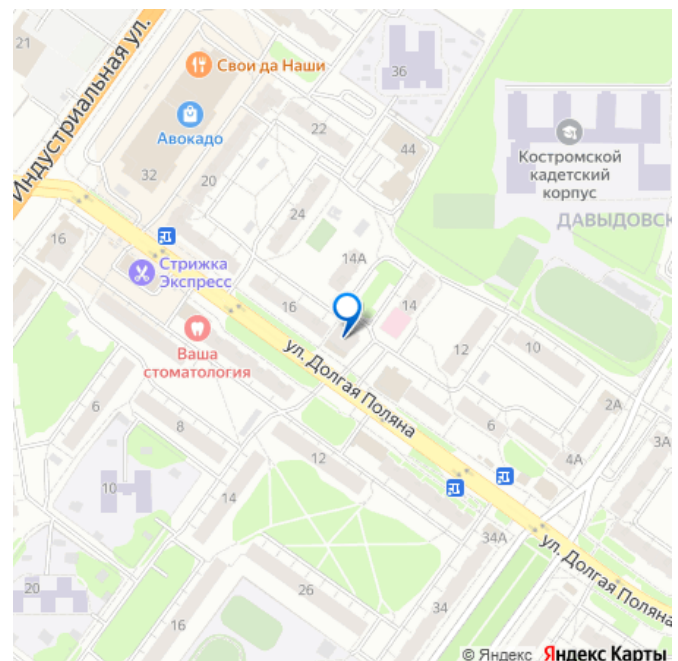 21
Индустриальная ул.
Свои да Наши
36
Авокадо
22
44
Костромской
кадетский
корпус
32
20
24
ДАВЫДОВСК
16
14А
Стрижка
Экспресс
16
14
Ваша
стоматология
ул. Долгая Поляна
12
10
6
8
6
2А
12
4А
3А
10
14
34А
ул. Долгая Поляна
20
26
34
16
© Яндекс Яндекс Карты